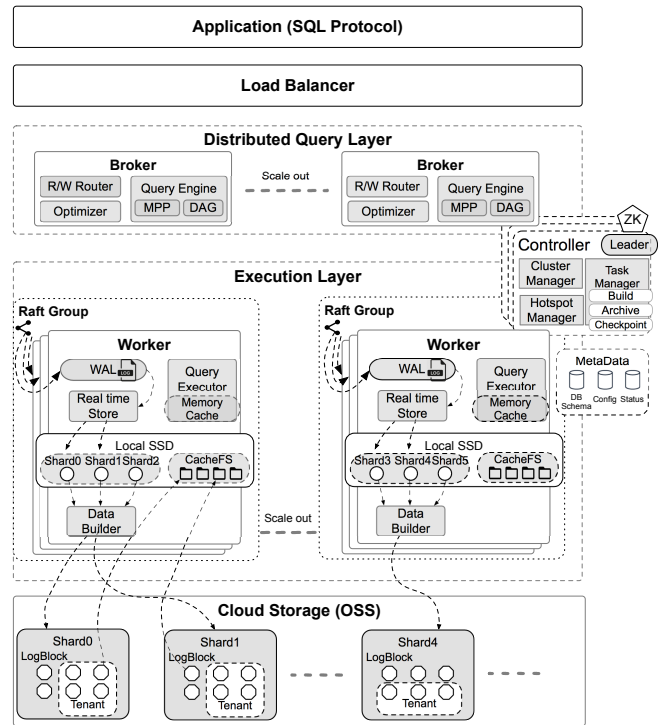 Application (SQL Protocol)
Load Balancer
Distributed Query Layer
Broker
R/W Router
Optimizer
Query Engine
MPP
DAG
Scale out
Broker
R/W Router
Optimizer
Query Engine
MPP
DAG
ZK
Controller
Leader
Cluster
Manager
Hotspot
Manager
Task
Manager
Build
Archive
Checkpoint
MetaData
DB
Schema
Config
Status
Execution Layer
Raft Group
Worker
WAL
LOG
Query
Executor
Real time
Store
Memory
Cache
Local SSD
Shard0
Shard1
Shard2
CacheFS
Data
Builder
Scale out
Raft Group
Worker
WAL
LOG
Query
Executor
Real time
Store
Memory
Cache
Local SSD
Shard3
Shard4
Shard5
CacheFS
Data
Builder
Cloud Storage (OSS)
Shard0
LogBlock
Tenant
Shard1
LogBlock
Tenant
Shard4
LogBlock
Tenant